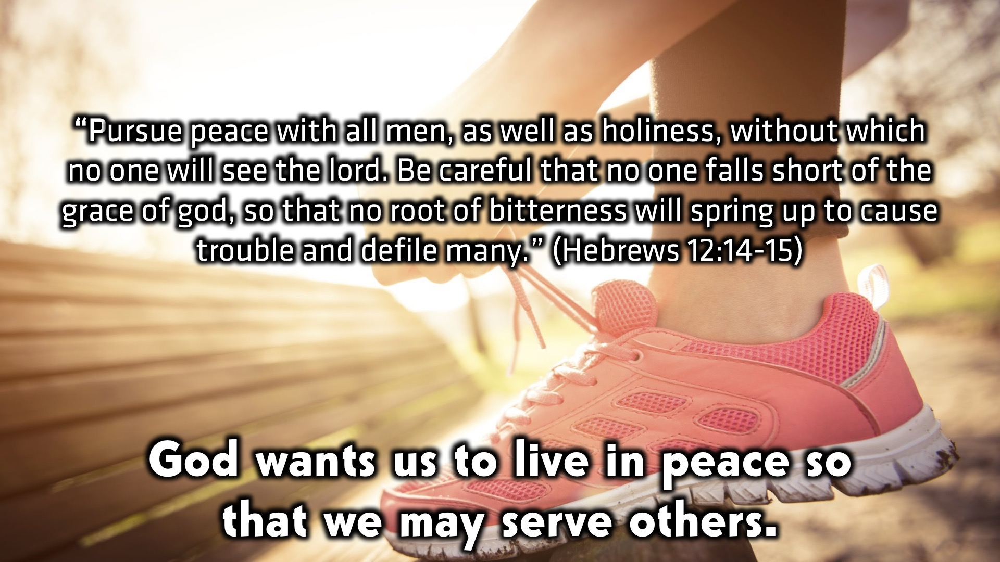 “Pursue peace with all men, as well as holiness, without which
no one will see the lord. Be careful that no one falls short of the
grace of god, so that no root of bitterness will spring up to cause
trouble and defile many.” (Hebrews 12:14-15)
God wants us to live in peace so
that we may serve others.